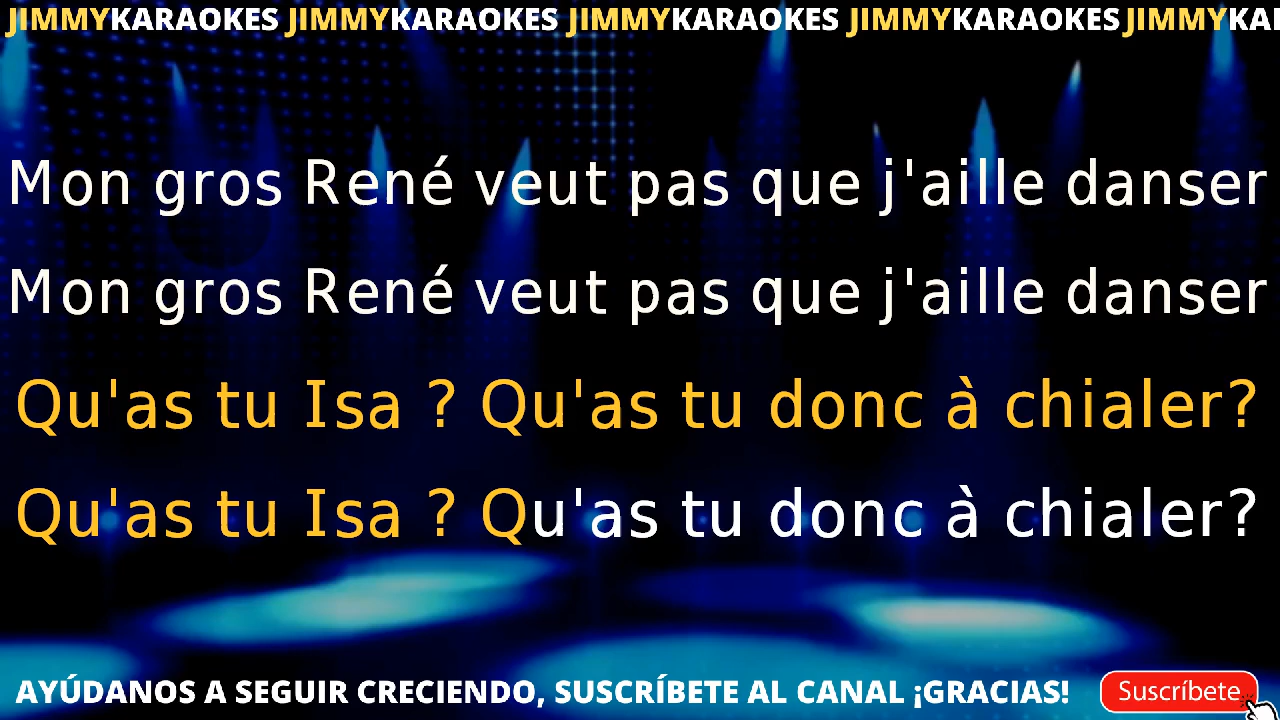 JIMMYKARAOKES JIMMYKARAOKES JIMMYKARAOKES JIMMYKARAOKES JIMMYKA
Mon gros René veut pas que j'aille danser
Mon gros René veut pas que j'aille danser
Qu'as tu Isa ? Qu'as tu donc à chialer?
Qu'as tu Isa ? Qu'as tu donc à chialer?
AYÚDANOS A SEGUIR CRECIENDO, SUSCRÍBETE AL CANAL ¡GRACIAS! Suscríbete